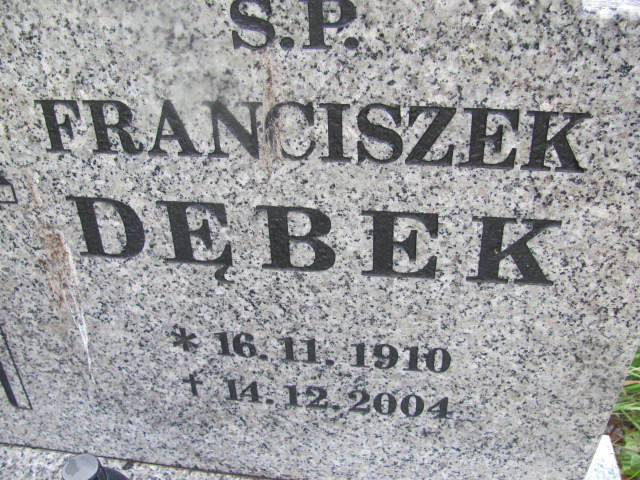 S.P.
FRANCISZEK
DĘBEK
* 16.11.1910
† 14.12.2004